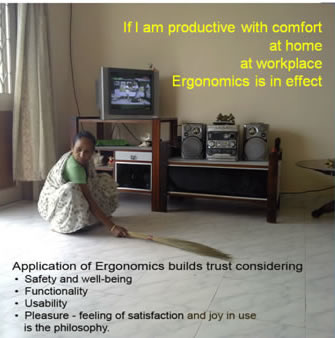 If I am productive with comfort
at home
at workplace
Ergonomics is in effect
Application of Ergonomics builds trust considering
• Safety and well-being
• Functionality
• Usability
• Pleasure - feeling of satisfaction and joy in use
is the philosophy.